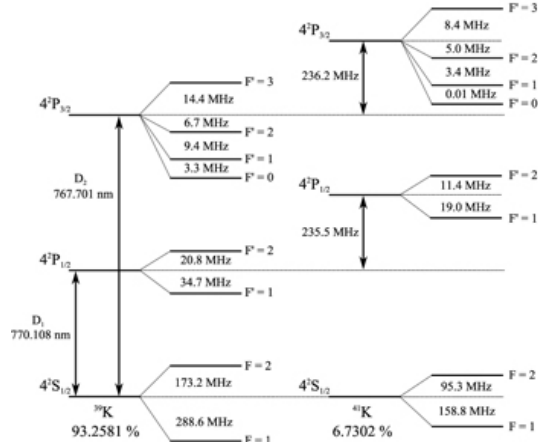 F' = 3
8.4 MHz
4²P₃/₂
5.0 MHz
F' = 2
236.2 MHz
3.4 MHz
F' = 1
0.01 MHz
F' = 0
F' = 3
14.4 MHz
4²P₃/₂
6.7 MHz
F' = 2
9.4 MHz
F' = 1
3.3 MHz
F' = 0
D₂
767.701 nm
F' = 2
4²P₁/₂
11.4 MHz
19.0 MHz
F' = 1
235.5 MHz
F' = 2
4²P₁/₂
20.8 MHz
34.7 MHz
F' = 1
D₁
770.108 nm
F = 2
4²S₁/₂
173.2 MHz
³⁹K
93.2581 %
288.6 MHz
F = 1
F = 2
4²S₁/₂
95.3 MHz
⁴¹K
6.7302 %
158.8 MHz
F = 1